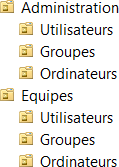 Administration
Utilisateurs
Groupes
Ordinateurs
Equipes
Utilisateurs
Groupes
Ordinateurs